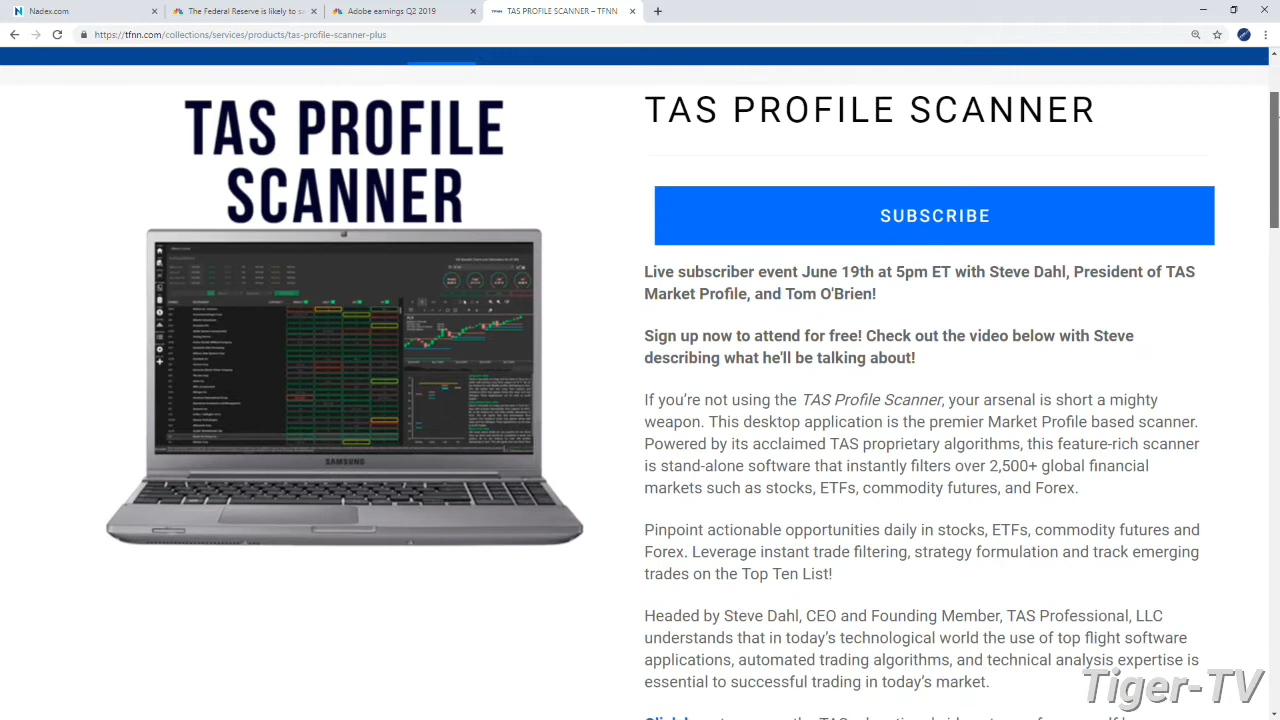 Nadex.com
The Federal Reserve is likely to sa
Adobe earnings Q2 2019
TAS PROFILE SCANNER – TFNN
https://tfnn.com/collections/services/products/tas-profile-scanner-plus
TAS PROFILE
SCANNER
SAMSUNG
TAS PROFILE SCANNER
SUBSCRIBE
Live subscriber event June 19th at 5pm ET with Steve Dahl, President of TAS
Market Profile, and Tom O'Brien!
Sign up now to attend for free! Check out the video below with Steve
describing what he'll be talking about!
If you're not using the TAS Profile Scanner, your arsenal is short a mighty
weapon. This desktop application is the premier Market Profile based scanner.
Powered by its acclaimed TAS proprietary algorithms, this feature-rich scanner
is stand-alone software that instantly filters over 2,500+ global financial
markets such as stocks, ETFs, commodity futures, and Forex.
Pinpoint actionable opportunities daily in stocks, ETFs, commodity futures and
Forex. Leverage instant trade filtering, strategy formulation and track emerging
trades on the Top Ten List!
Headed by Steve Dahl, CEO and Founding Member, TAS Professional, LLC
understands that in today's technological world the use of top flight software
applications, automated trading algorithms, and technical analysis expertise is
essential to successful trading in today's market.
Tiger-TV